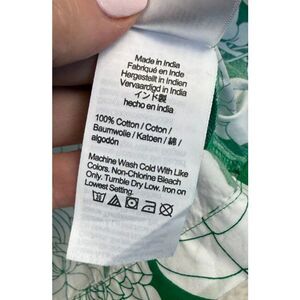 Made in India
Fabriqué en Inde
Hergestellt in Indien
Vervaardigd in India
インド製
hecho en india
100% Cotton / Coton /
Baumwolle / Katoen / 綿 /
algodón
Machine Wash Cold With Like
Colors. Non-Chlorine Bleach
Only. Tumble Dry Low. Iron on
Lowest Setting.